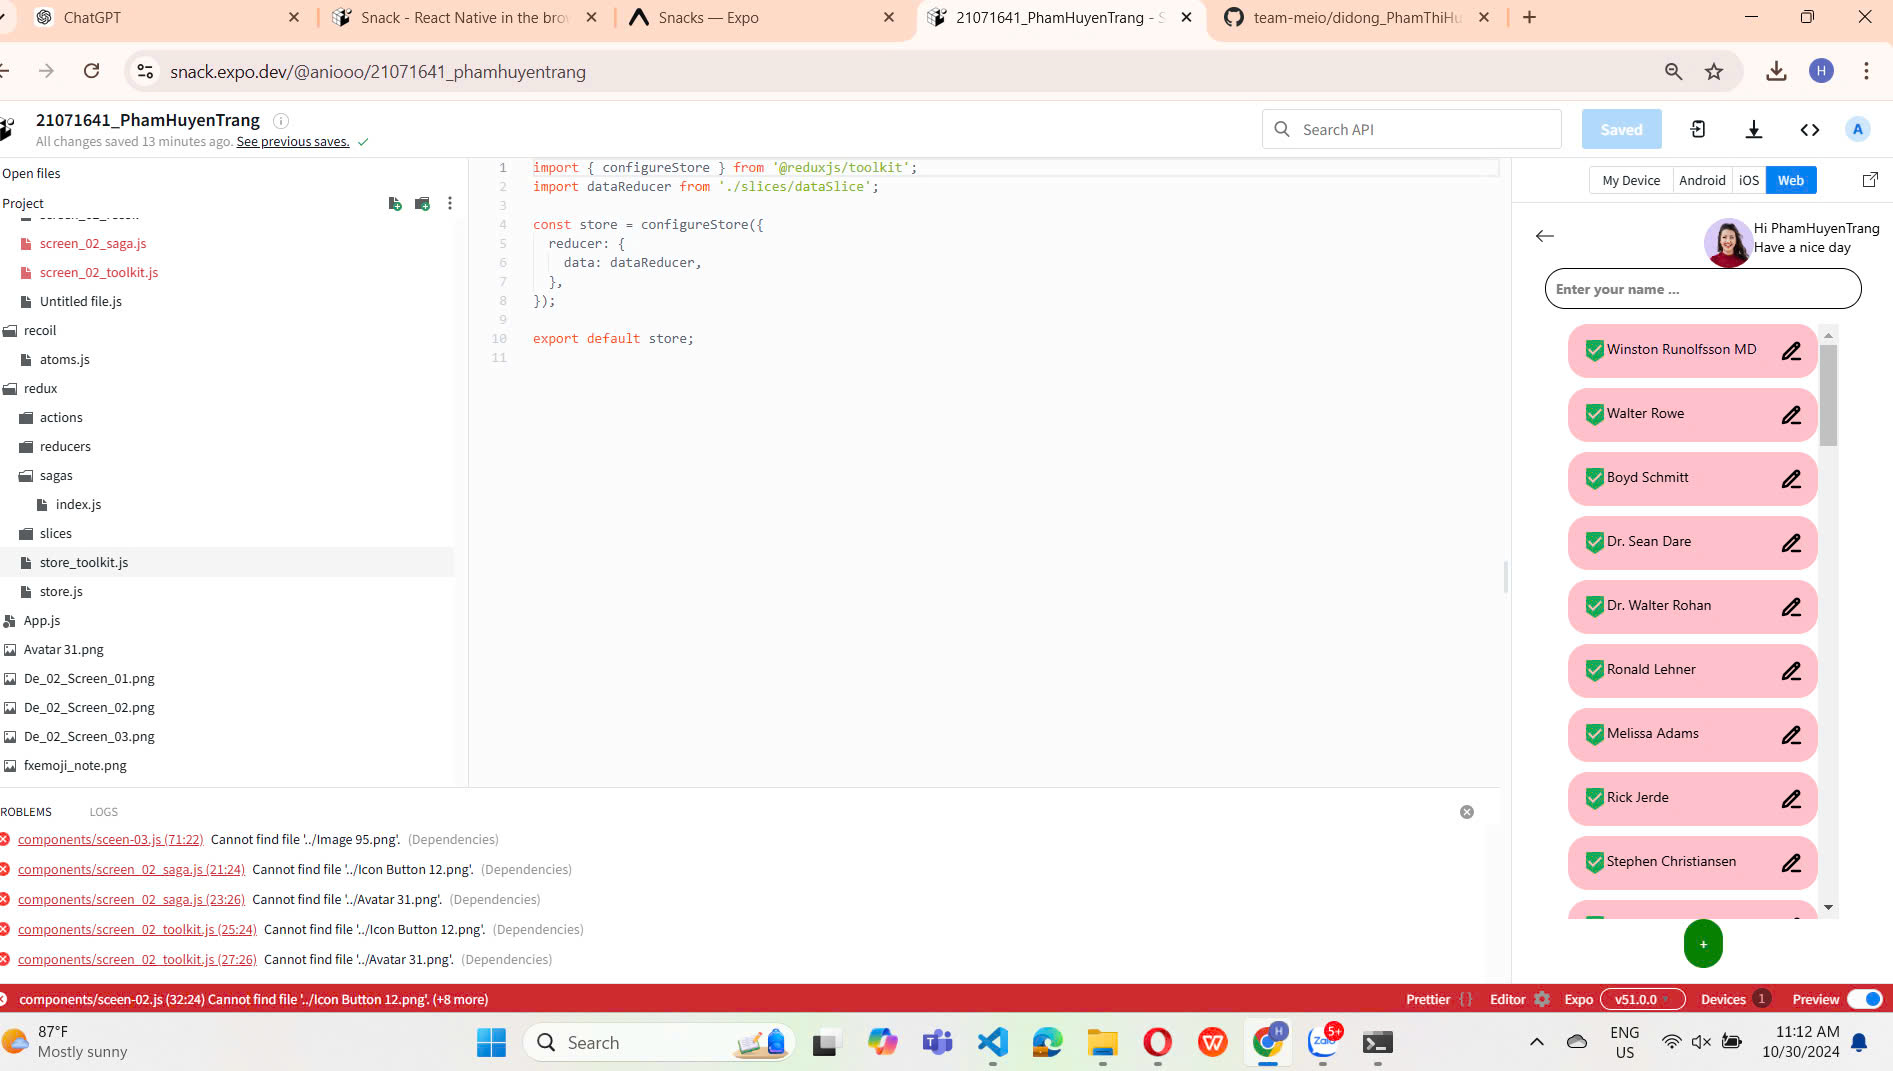 ChatGPT
Snack - React Native in the bro
Snacks — Expo
21071641_PhamHuyenTrang - S
team-meio/didong_PhamThiHu
snack.expo.dev/@aniooo/21071641_phamhuyentrang
H
21071641_PhamHuyenTrang
All changes saved 13 minutes ago. See previous saves.
Search API
Saved
A
Open files
Project
screen_02_saga.js
screen_02_toolkit.js
Untitled file.js
recoil
atoms.js
redux
actions
reducers
sagas
index.js
slices
store_toolkit.js
store.js
App.js
Avatar 31.png
De_02_Screen_01.png
De_02_Screen_02.png
De_02_Screen_03.png
fxemoji_note.png
1 import { configureStore } from '@reduxjs/toolkit';
2 import dataReducer from './slices/dataSlice';
3
4 const store = configureStore({
5 reducer: {
6 data: dataReducer,
7 },
8 });
9
10 export default store;
11
My Device
Android
iOS
Web
Hi PhamHuyenTrang
Have a nice day
Enter your name ...
Winston Runolfsson MD
Walter Rowe
Boyd Schmitt
Dr. Sean Dare
Dr. Walter Rohan
Ronald Lehner
Melissa Adams
Rick Jerde
Stephen Christiansen
+
ROBLEMS
LOGS
components/sceen-03.js (71:22) Cannot find file '../Image 95.png'. (Dependencies)
components/screen_02_saga.js (21:24) Cannot find file '../Icon Button 12.png'. (Dependencies)
components/screen_02_saga.js (23:26) Cannot find file '../Avatar 31.png'. (Dependencies)
components/screen_02_toolkit.js (25:24) Cannot find file '../Icon Button 12.png'. (Dependencies)
components/screen_02_toolkit.js (27:26) Cannot find file '../Avatar 31.png'. (Dependencies)
components/sceen-02.js (32:24) Cannot find file '../Icon Button 12.png'. (+8 more)
Prettier { }
Editor
Expo
v51.0.0
Devices 1
Preview
87°F
Mostly sunny
Search
H
Zalo
5+
ENG
US
11:12 AM
10/30/2024